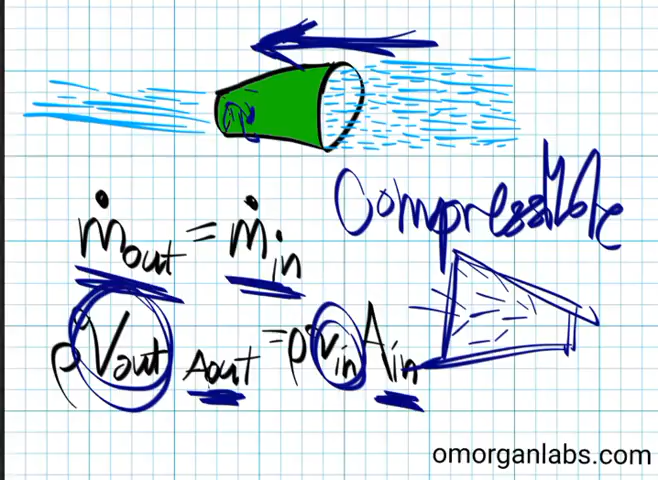 Compressible
ṁout = ṁin
ρVout Aout = ρVin Ain
omorganlabs.com